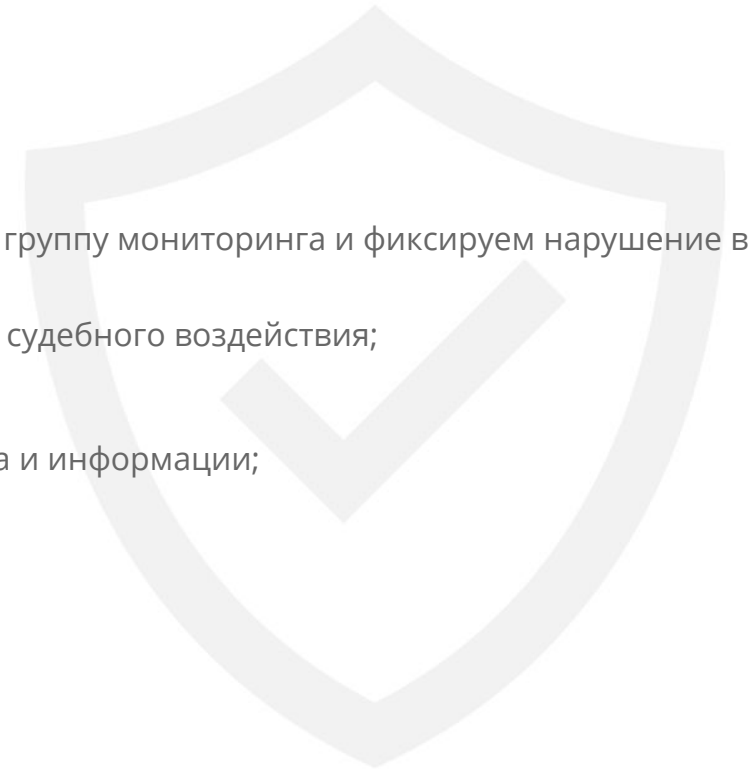 группу мониторинга и фиксируем нарушение в
судебного воздействия;
а и информации;